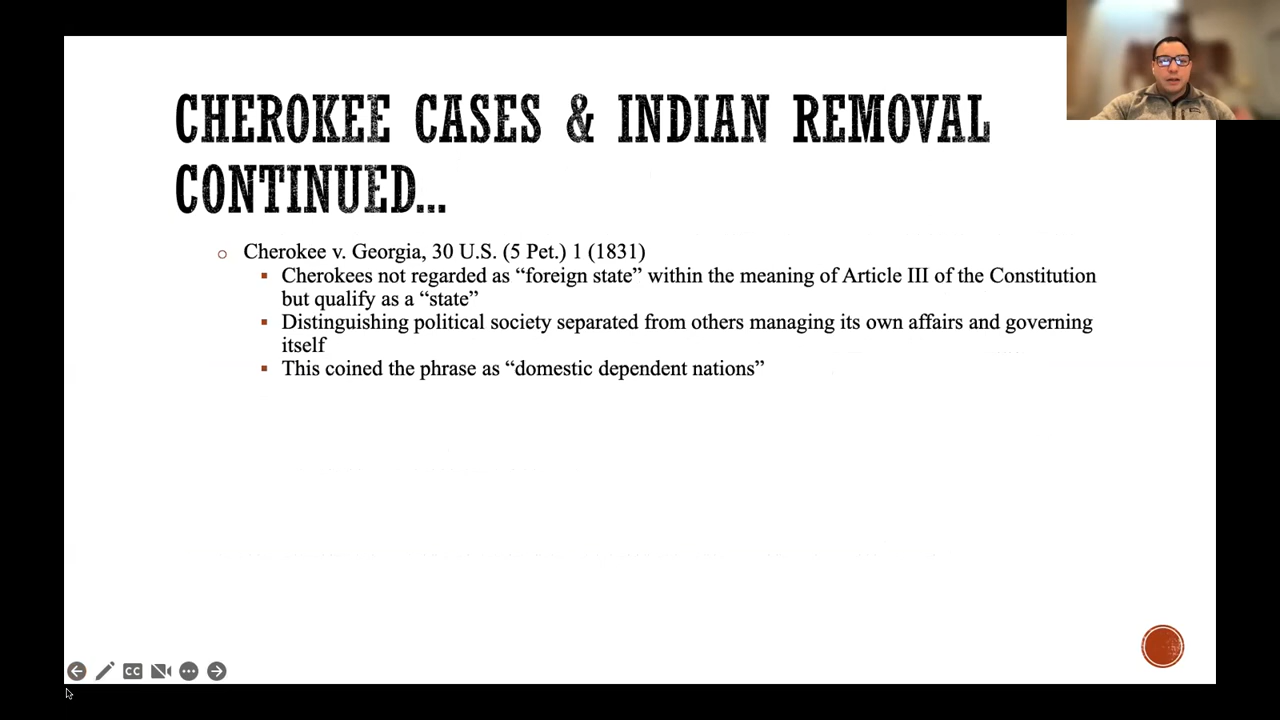 CHEROKEE CASES & INDIAN REMOVAL
CONTINUED...
Cherokee v. Georgia, 30 U.S. (5 Pet.) 1 (1831)
Cherokees not regarded as “foreign state” within the meaning of Article III of the Constitution
but qualify as a “state”
Distinguishing political society separated from others managing its own affairs and governing
itself
This coined the phrase as “domestic dependent nations”
CC